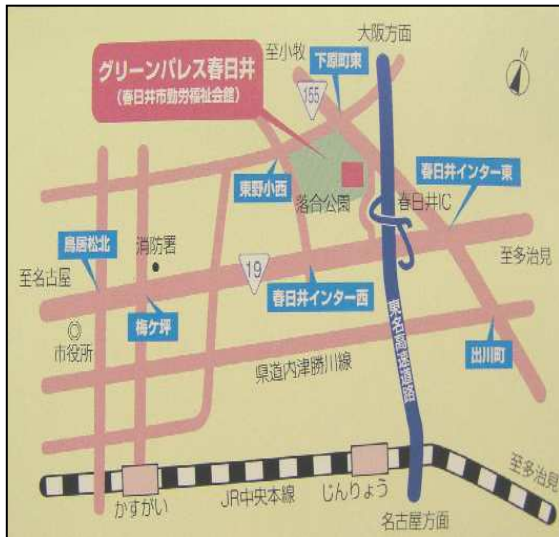 大阪方面
至小牧
下原町東
N
グリーンパレス春日井
(春日井市勤労福祉会館)
155
東野小西
落合公園
春日井IC
春日井インター東
鳥居松北
消防署
至名古屋
19
春日井インター西
至多治見
梅ケ坪
市役所
県道内津勝川線
東名高速道路
出川町
かすがい
JR中央本線
じんりょう
至多治見
名古屋方面